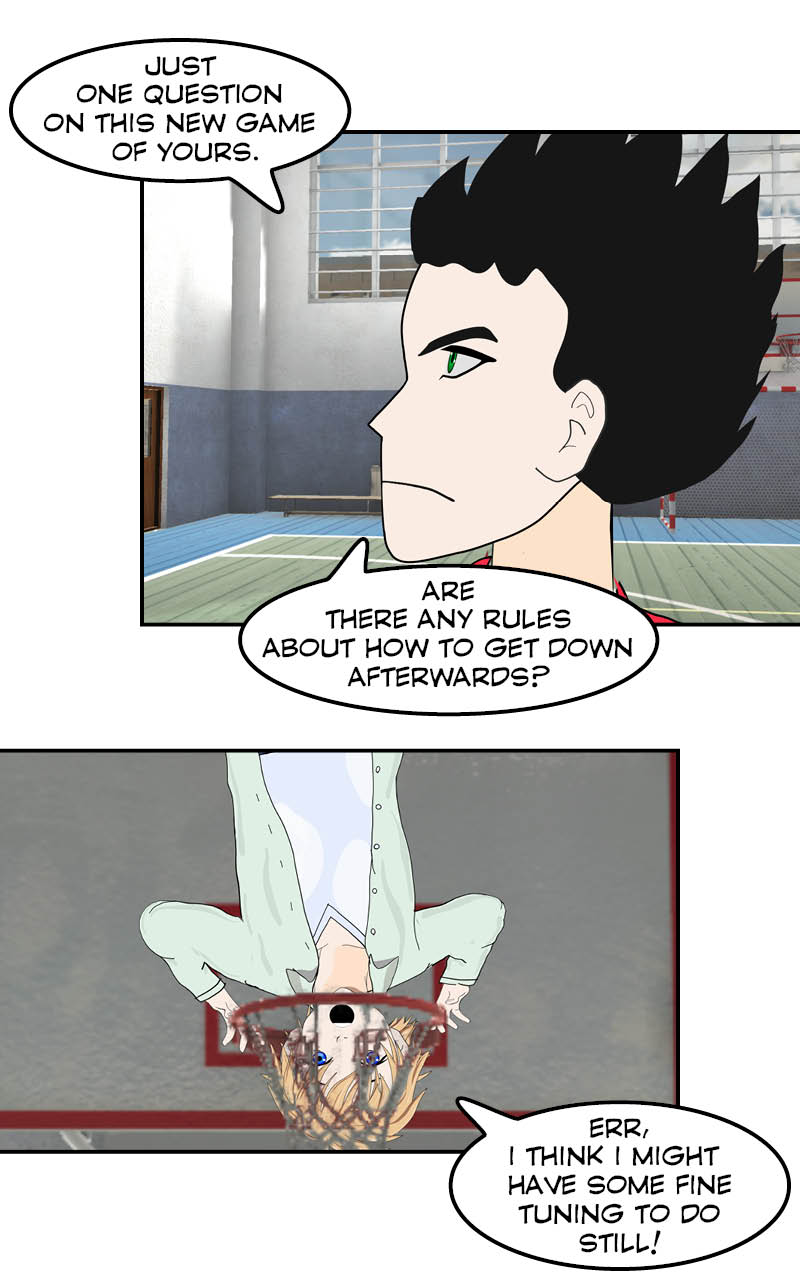 JUST
ONE QUESTION
ON THIS NEW GAME
OF YOURS.
ARE
THERE ANY RULES
ABOUT HOW TO GET DOWN
AFTERWARDS?
ERR,
I THINK I MIGHT
HAVE SOME FINE
TUNING TO DO
STILL!